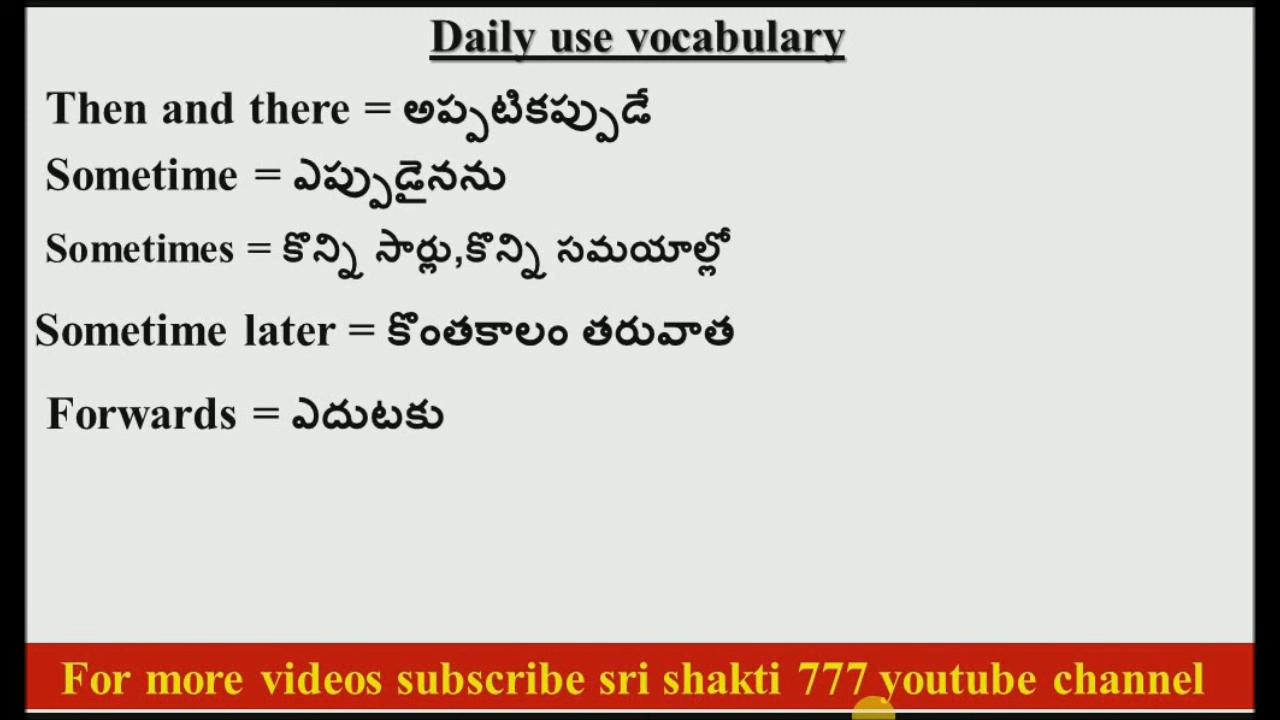 Daily use vocabulary
Then and there = అప్పటికప్పుడే
Sometime = ఎప్పుడైనను
Sometimes = కొన్ని సార్లు,కొన్ని సమయాల్లో
Sometime later = కొంతకాలం తరువాత
Forwards = ఎదుటకు
For more videos subscribe sri shakti 777 youtube channel